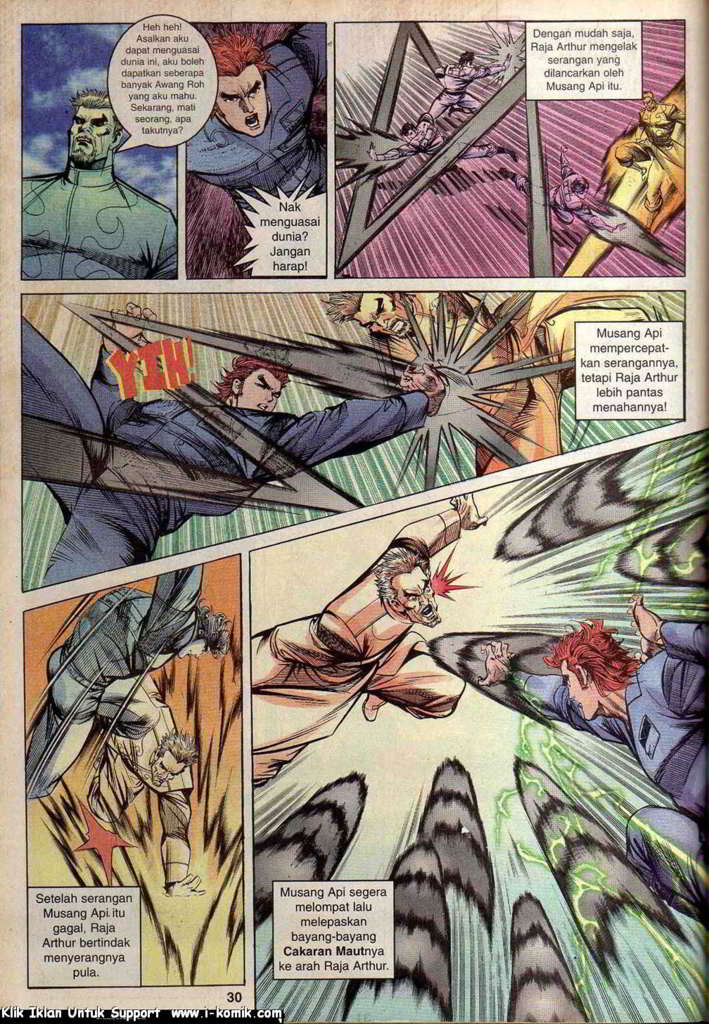 Heh heh!
Asalkan aku
dapat menguasai
dunia ini, aku boleh
dapatkan seberapa
banyak Awang Roh
yang aku mahu.
Sekarang, mati
seorang, apa
takutnya?
Nak
menguasai
dunia?
Jangan
harap!
Dengan mudah saja,
Raja Arthur mengelak
serangan yang
dilancarkan oleh
Musang Api itu.
YIH!
Musang Api
mempercepat-
kan serangannya,
tetapi Raja Arthur
lebih pantas
menahannya!
Setelah serangan
Musang Api itu
gagal, Raja
Arthur bertindak
menyerangnya
pula.
Musang Api segera
melompat lalu
melepaskan
bayang-bayang
Cakaran Mautnya
ke arah Raja Arthur.
30
Klik Iklan Untuk Support www.i-komik.com